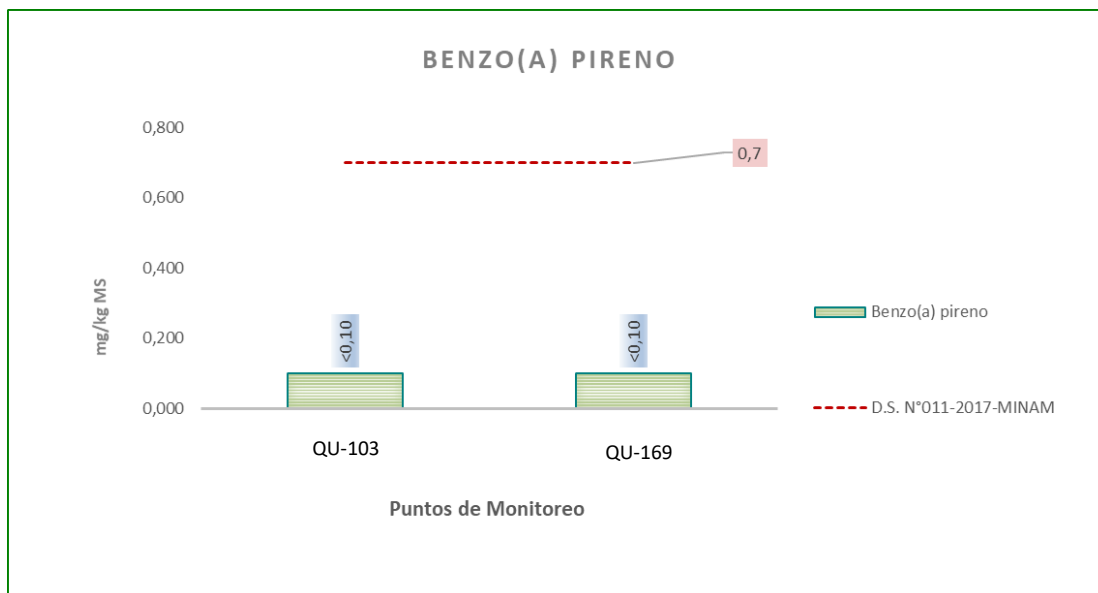 BENZO(A) PIRENO
0,800
0,600
0,400
0,200
0,000
mg/kg MS
0,7
<0,10
<0,10
QU-103
QU-169
Puntos de Monitoreo
Benzo(a) pireno
D.S. N°011-2017-MINAM